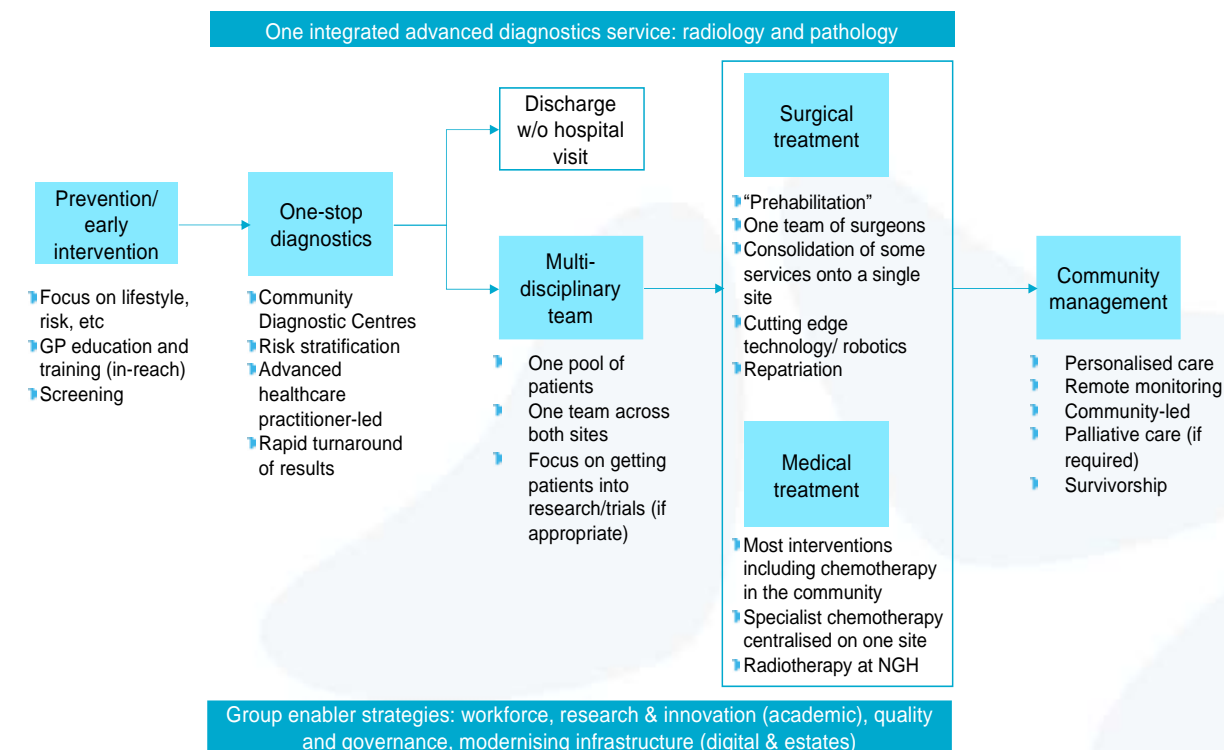 One integrated advanced diagnostics service: radiology and pathology
Prevention/
early
intervention
Focus on lifestyle,
risk, etc
GP education and
training (in-reach)
Screening
One-stop
diagnostics
Community
Diagnostic Centres
Risk stratification
Advanced
healthcare
practitioner-led
Rapid turnaround
of results
Discharge
w/o hospital
visit
Multi-
disciplinary
team
One pool of
patients
One team across
both sites
Focus on getting
patients into
research/trials (if
appropriate)
Surgical
treatment
“Prehabilitation”
One team of surgeons
Consolidation of some
services onto a single
site
Cutting edge
technology/ robotics
Repatriation
Medical
treatment
Most interventions
including chemotherapy
in the community
Specialist chemotherapy
centralised on one site
Radiotherapy at NGH
Community
management
Personalised care
Remote monitoring
Community-led
Palliative care (if
required)
Survivorship
Group enabler strategies: workforce, research & innovation (academic), quality
and governance, modernising infrastructure (digital & estates)